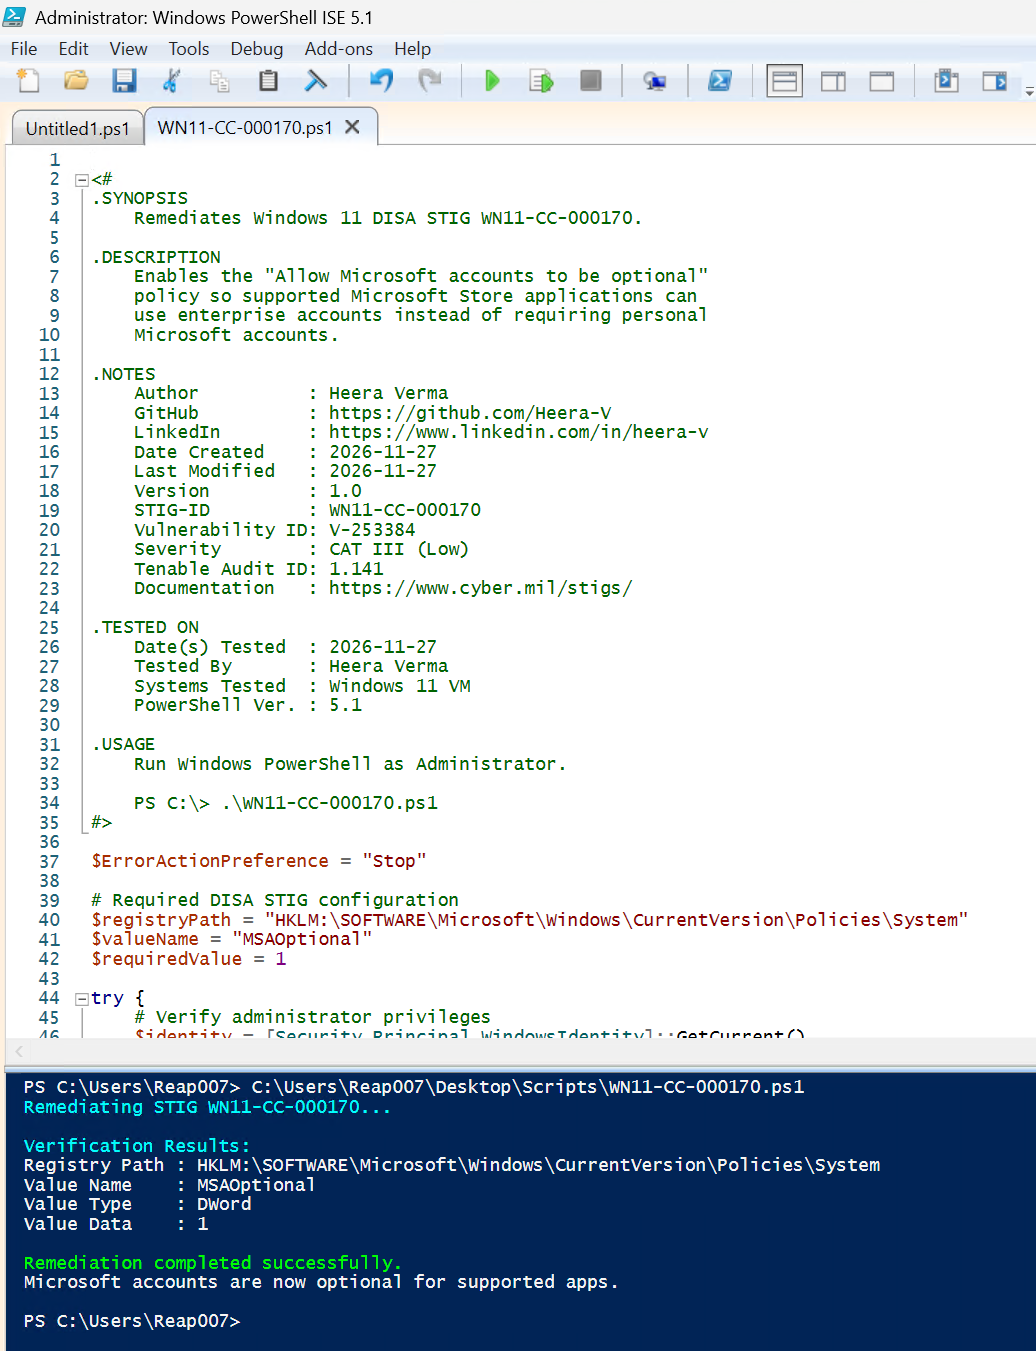 Administrator: Windows PowerShell ISE 5.1
File Edit View Tools Debug Add-ons Help
Untitled1.ps1 WN11-CC-000170.ps1 X
1
2 <#
3 .SYNOPSIS
4     Remediates Windows 11 DISA STIG WN11-CC-000170.
5
6 .DESCRIPTION
7     Enables the "Allow Microsoft accounts to be optional"
8     policy so supported Microsoft Store applications can
9     use enterprise accounts instead of requiring personal
10     Microsoft accounts.
11
12 .NOTES
13     Author          : Heera Verma
14     GitHub          : https://github.com/Heera-V
15     LinkedIn        : https://www.linkedin.com/in/heera-v
16     Date Created    : 2026-11-27
17     Last Modified   : 2026-11-27
18     Version         : 1.0
19     STIG-ID         : WN11-CC-000170
20     Vulnerability ID: V-253384
21     Severity        : CAT III (Low)
22     Tenable Audit ID: 1.141
23     Documentation   : https://www.cyber.mil/stigs/
24
25 .TESTED ON
26     Date(s) Tested  : 2026-11-27
27     Tested By       : Heera Verma
28     Systems Tested  : Windows 11 VM
29     PowerShell Ver. : 5.1
30
31 .USAGE
32     Run Windows PowerShell as Administrator.
33
34     PS C:\> .\WN11-CC-000170.ps1
35 #>
36
37 $ErrorActionPreference = "Stop"
38
39 # Required DISA STIG configuration
40 $registryPath = "HKLM:\SOFTWARE\Microsoft\Windows\CurrentVersion\Policies\System"
41 $valueName = "MSAOptional"
42 $requiredValue = 1
43
44 try {
45     # Verify administrator privileges
46     $identity = [Security.Principal.WindowsIdentity]::GetCurrent()
PS C:\Users\Reap007> C:\Users\Reap007\Desktop\Scripts\WN11-CC-000170.ps1
Remediating STIG WN11-CC-000170...
Verification Results:
Registry Path : HKLM:\SOFTWARE\Microsoft\Windows\CurrentVersion\Policies\System
Value Name    : MSAOptional
Value Type    : DWord
Value Data    : 1
Remediation completed successfully.
Microsoft accounts are now optional for supported apps.
PS C:\Users\Reap007>